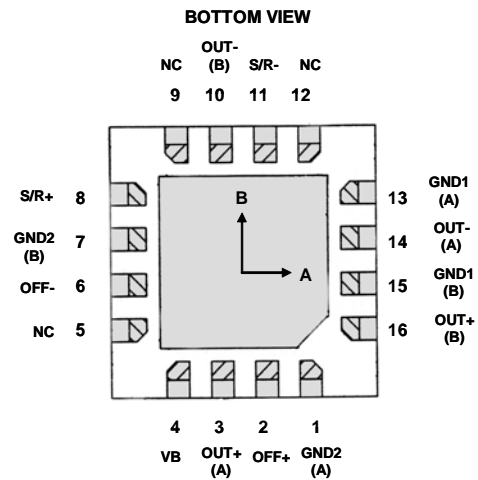 BOTTOM VIEW
OUT-
NC (B) S/R- NC
9 10 11 12
S/R+ 8
GND2 7
(B)
OFF- 6
NC 5
B
A
13 GND1
(A)
14 OUT-
(A)
15 GND1
(B)
16 OUT+
(B)
4 3 2 1
VB OUT+ OFF+ GND2
(A) (A)